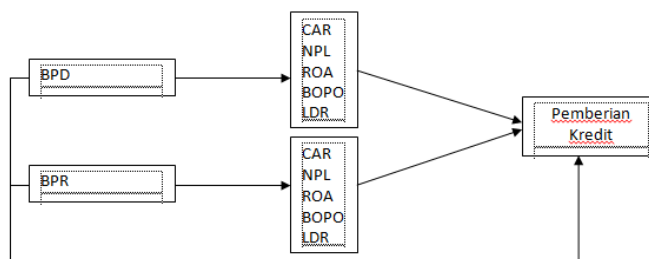 CAR
NPL
ROA
BOPO
LDR
BPD
Pemberian
Kredit
BPR
CAR
NPL
ROA
BOPO
LDR